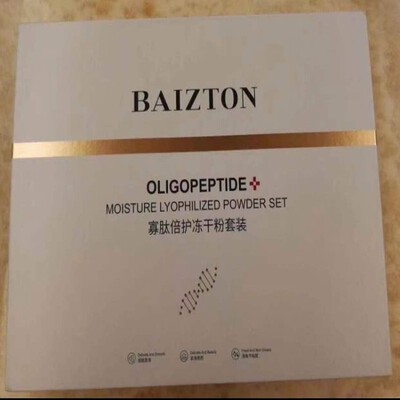 BAIZTON
OLIGOPEPTIDE+
MOISTURE LYOPHILIZED POWDER SET
寡肽倍护冻干粉套装